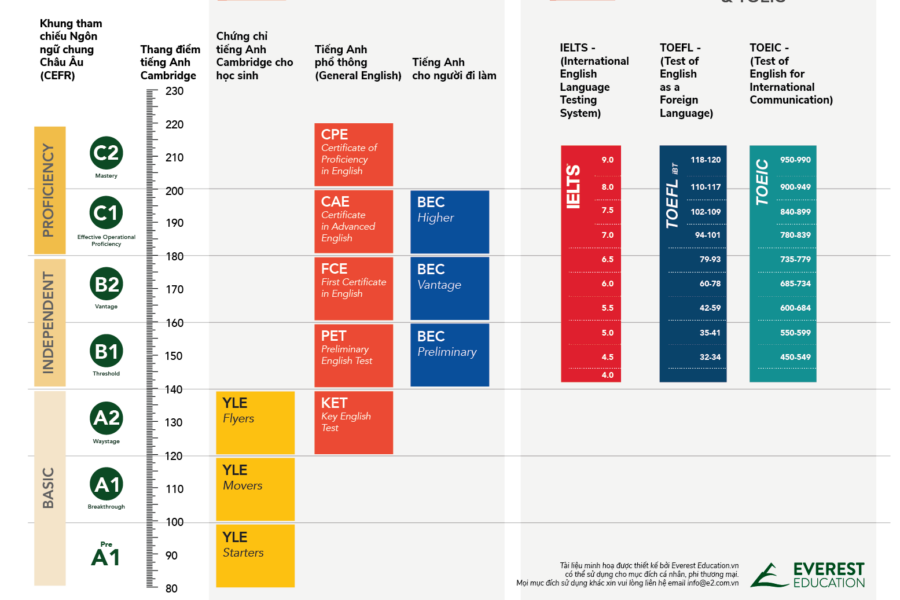 & TOEIC
Khung tham
chiếu Ngôn
ngữ chung
Châu Âu
(CEFR)
Thang điểm
tiếng Anh
Cambridge
Chứng chỉ
tiếng Anh
Cambridge cho
học sinh
Tiếng Anh
phổ thông
(General English)
Tiếng Anh
cho người đi làm
IELTS -
(International
English
Language
Testing
System)
TOEFL -
(Test of
English
as a
Foreign
Language)
TOEIC -
(Test of
English for
International
Communication)
230
220
210
200
190
180
170
160
150
140
130
120
110
100
90
80
PROFICIENCY
C2
Mastery
C1
Effective Operational
Proficiency
INDEPENDENT
B2
Vantage
B1
Threshold
BASIC
A2
Waystage
A1
Breakthrough
Pre
A1
CPE
Certificate of
Proficiency
in English
CAE
Certificate
in Advanced
English
BEC
Higher
FCE
First Certificate
in English
BEC
Vantage
PET
Preliminary
English Test
BEC
Preliminary
YLE
Flyers
KET
Key English
Test
YLE
Movers
YLE
Starters
IELTS
9.0
8.0
7.5
7.0
6.5
6.0
5.5
5.0
4.5
4.0
TOEFL iBT
118-120
110-117
102-109
94-101
79-93
60-78
42-59
35-41
32-34
TOEIC
950-990
900-949
840-899
780-839
735-779
685-734
600-684
550-599
450-549
Tài liệu minh hoạ được thiết kế bởi Everest Education.vn
có thể sử dụng cho mục đích cá nhân, phi thương mại.
Mọi mục đích sử dụng khác xin vui lòng liên hệ email info@e2.com.vn
EVEREST
EDUCATION